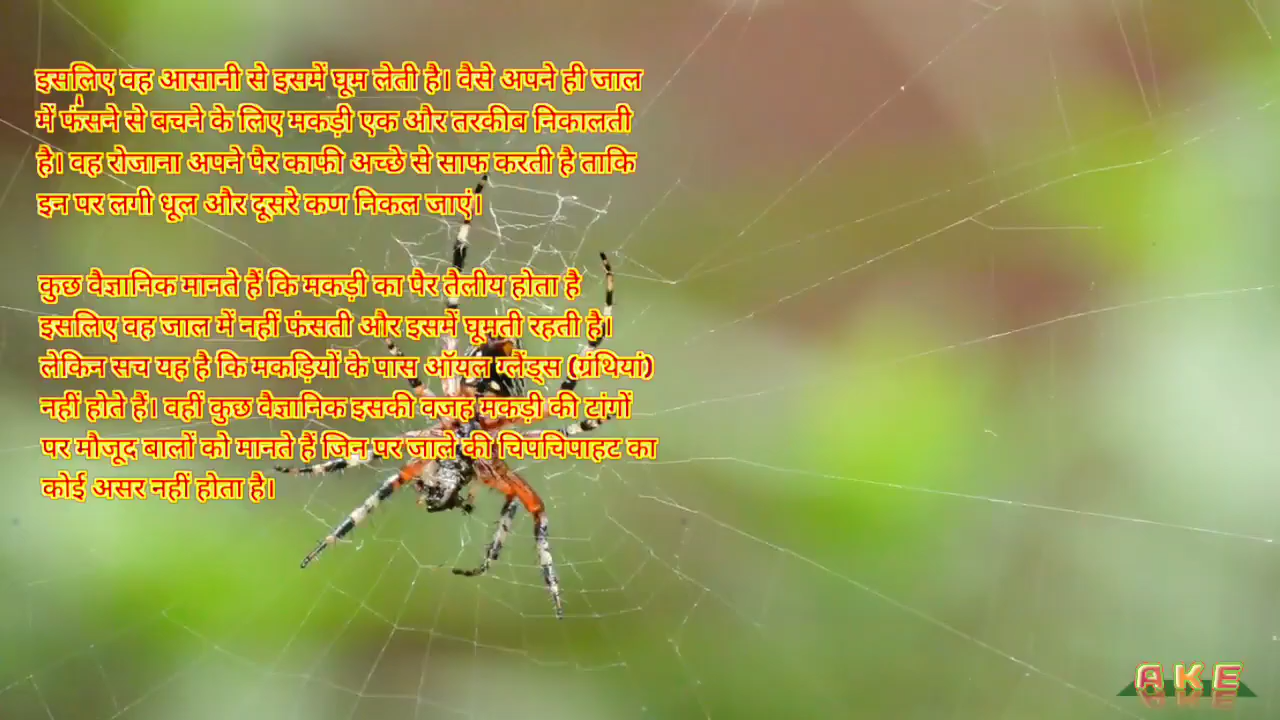 इसलिए वह आसानी से इसमें घूम लेती है। वैसे अपने ही जाल
में फंसने से बचने के लिए मकड़ी एक और तरकीब निकालती
है। वह रोजाना अपने पैर काफी अच्छे से साफ करती है ताकि
इन पर लगी धूल और दूसरे कण निकल जाएं।
कुछ वैज्ञानिक मानते हैं कि मकड़ी का पैर तैलीय होता है
इसलिए वह जाल में नहीं फंसती और इसमें घूमती रहती है।
लेकिन सच यह है कि मकड़ियों के पास ऑयल ग्लैंड्स (ग्रंथियां)
नहीं होते हैं। वहीं कुछ वैज्ञानिक इसकी वजह मकड़ी की टांगों
पर मौजूद बालों को मानते हैं जिन पर जाले की चिपचिपाहट का
कोई असर नहीं होता है।
AKE